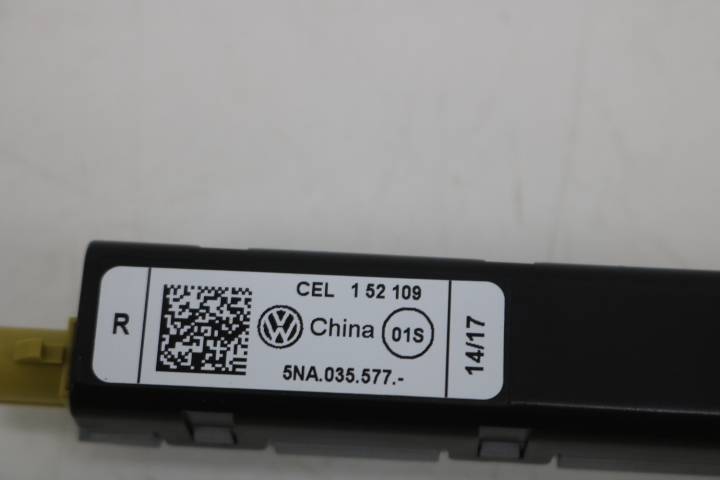 R
CEL 1 52 109
China 01S
5NA.035.577.-
14/17